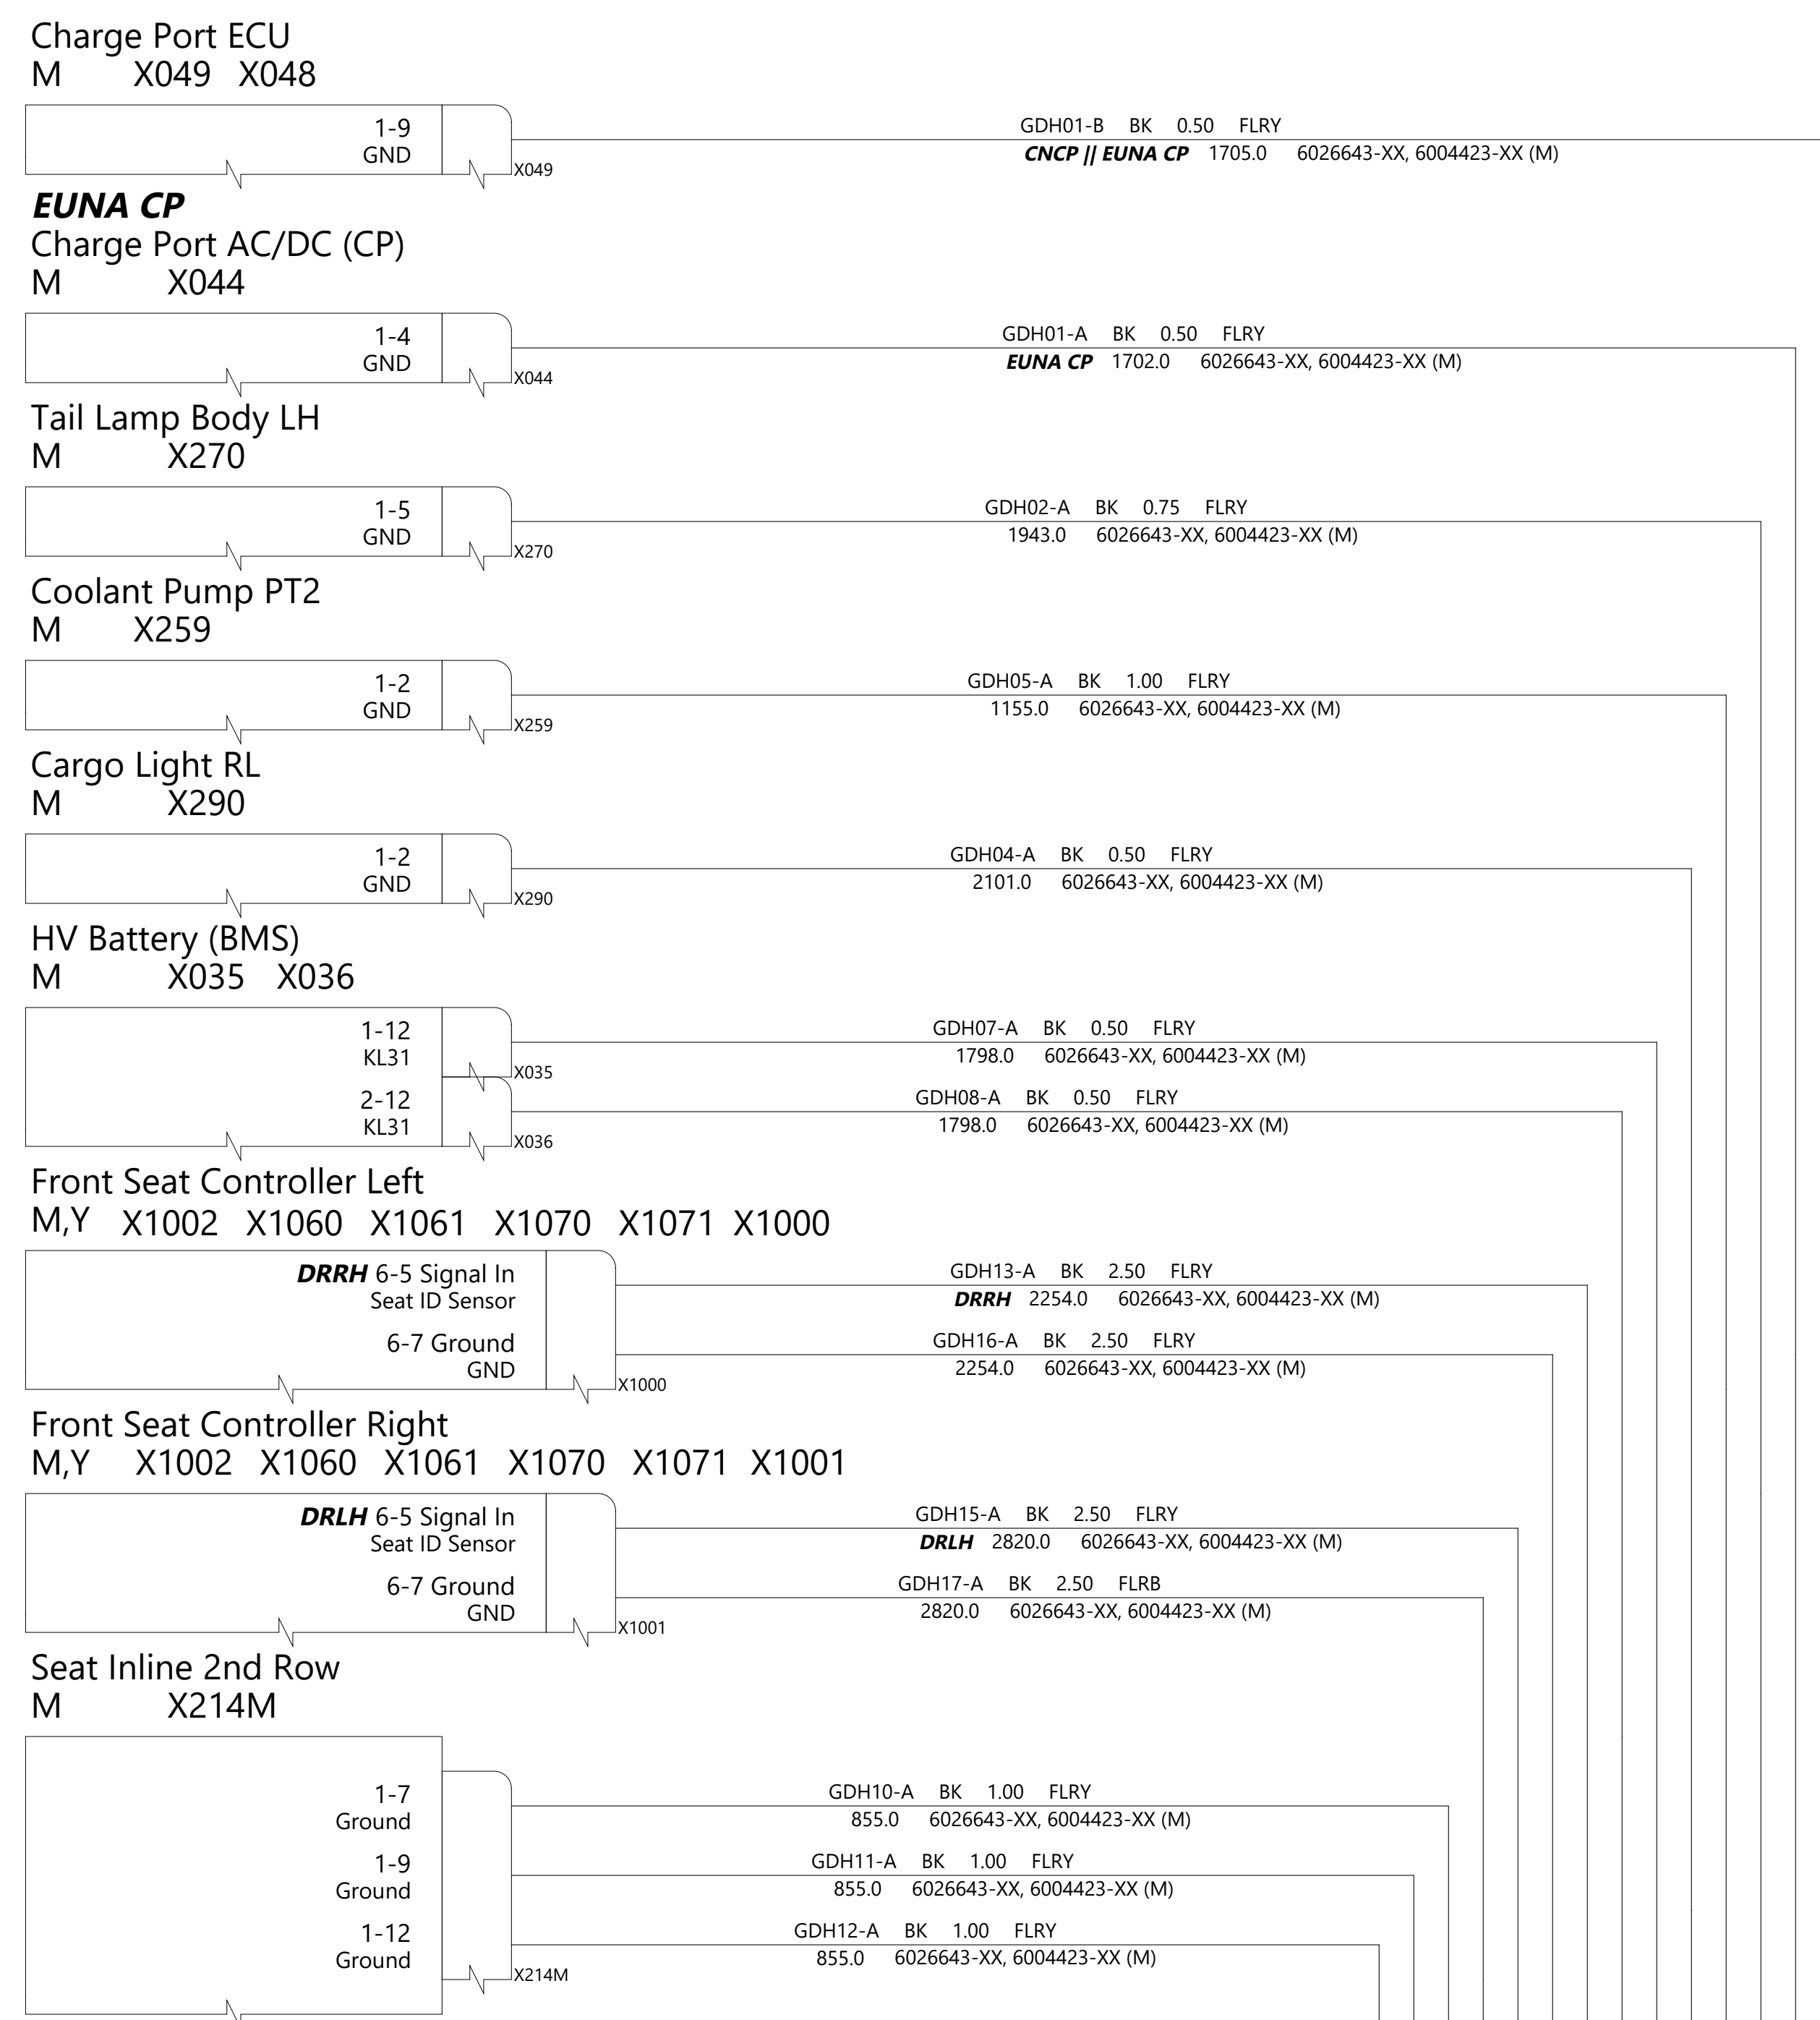 Charge Port ECU
M X049 X048
1-9
GND
X049
GDH01-B BK 0.50 FLRY
CNCP || EUNA CP 1705.0 6026643-XX, 6004423-XX (M)
EUNA CP
Charge Port AC/DC (CP)
M X044
1-4
GND
X044
GDH01-A BK 0.50 FLRY
EUNA CP 1702.0 6026643-XX, 6004423-XX (M)
Tail Lamp Body LH
M X270
1-5
GND
X270
GDH02-A BK 0.75 FLRY
1943.0 6026643-XX, 6004423-XX (M)
Coolant Pump PT2
M X259
1-2
GND
X259
GDH05-A BK 1.00 FLRY
1155.0 6026643-XX, 6004423-XX (M)
Cargo Light RL
M X290
1-2
GND
X290
GDH04-A BK 0.50 FLRY
2101.0 6026643-XX, 6004423-XX (M)
HV Battery (BMS)
M X035 X036
1-12
KL31
X035
GDH07-A BK 0.50 FLRY
1798.0 6026643-XX, 6004423-XX (M)
2-12
KL31
X036
GDH08-A BK 0.50 FLRY
1798.0 6026643-XX, 6004423-XX (M)
Front Seat Controller Left
M,Y X1002 X1060 X1061 X1070 X1071 X1000
DRRH 6-5 Signal In
Seat ID Sensor
GDH13-A BK 2.50 FLRY
DRRH 2254.0 6026643-XX, 6004423-XX (M)
6-7 Ground
GND
X1000
GDH16-A BK 2.50 FLRY
2254.0 6026643-XX, 6004423-XX (M)
Front Seat Controller Right
M,Y X1002 X1060 X1061 X1070 X1071 X1001
DRLH 6-5 Signal In
Seat ID Sensor
GDH15-A BK 2.50 FLRY
DRLH 2820.0 6026643-XX, 6004423-XX (M)
6-7 Ground
GND
X1001
GDH17-A BK 2.50 FLRB
2820.0 6026643-XX, 6004423-XX (M)
Seat Inline 2nd Row
M X214M
1-7
Ground
GDH10-A BK 1.00 FLRY
855.0 6026643-XX, 6004423-XX (M)
1-9
Ground
GDH11-A BK 1.00 FLRY
855.0 6026643-XX, 6004423-XX (M)
1-12
Ground
X214M
GDH12-A BK 1.00 FLRY
855.0 6026643-XX, 6004423-XX (M)